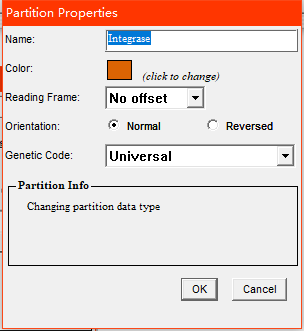 Partition Properties
Name: Integrase
Color: (click to change)
Reading Frame: No offset
Orientation: Normal Reversed
Genetic Code: Universal
Partition Info
Changing partition data type
OK Cancel